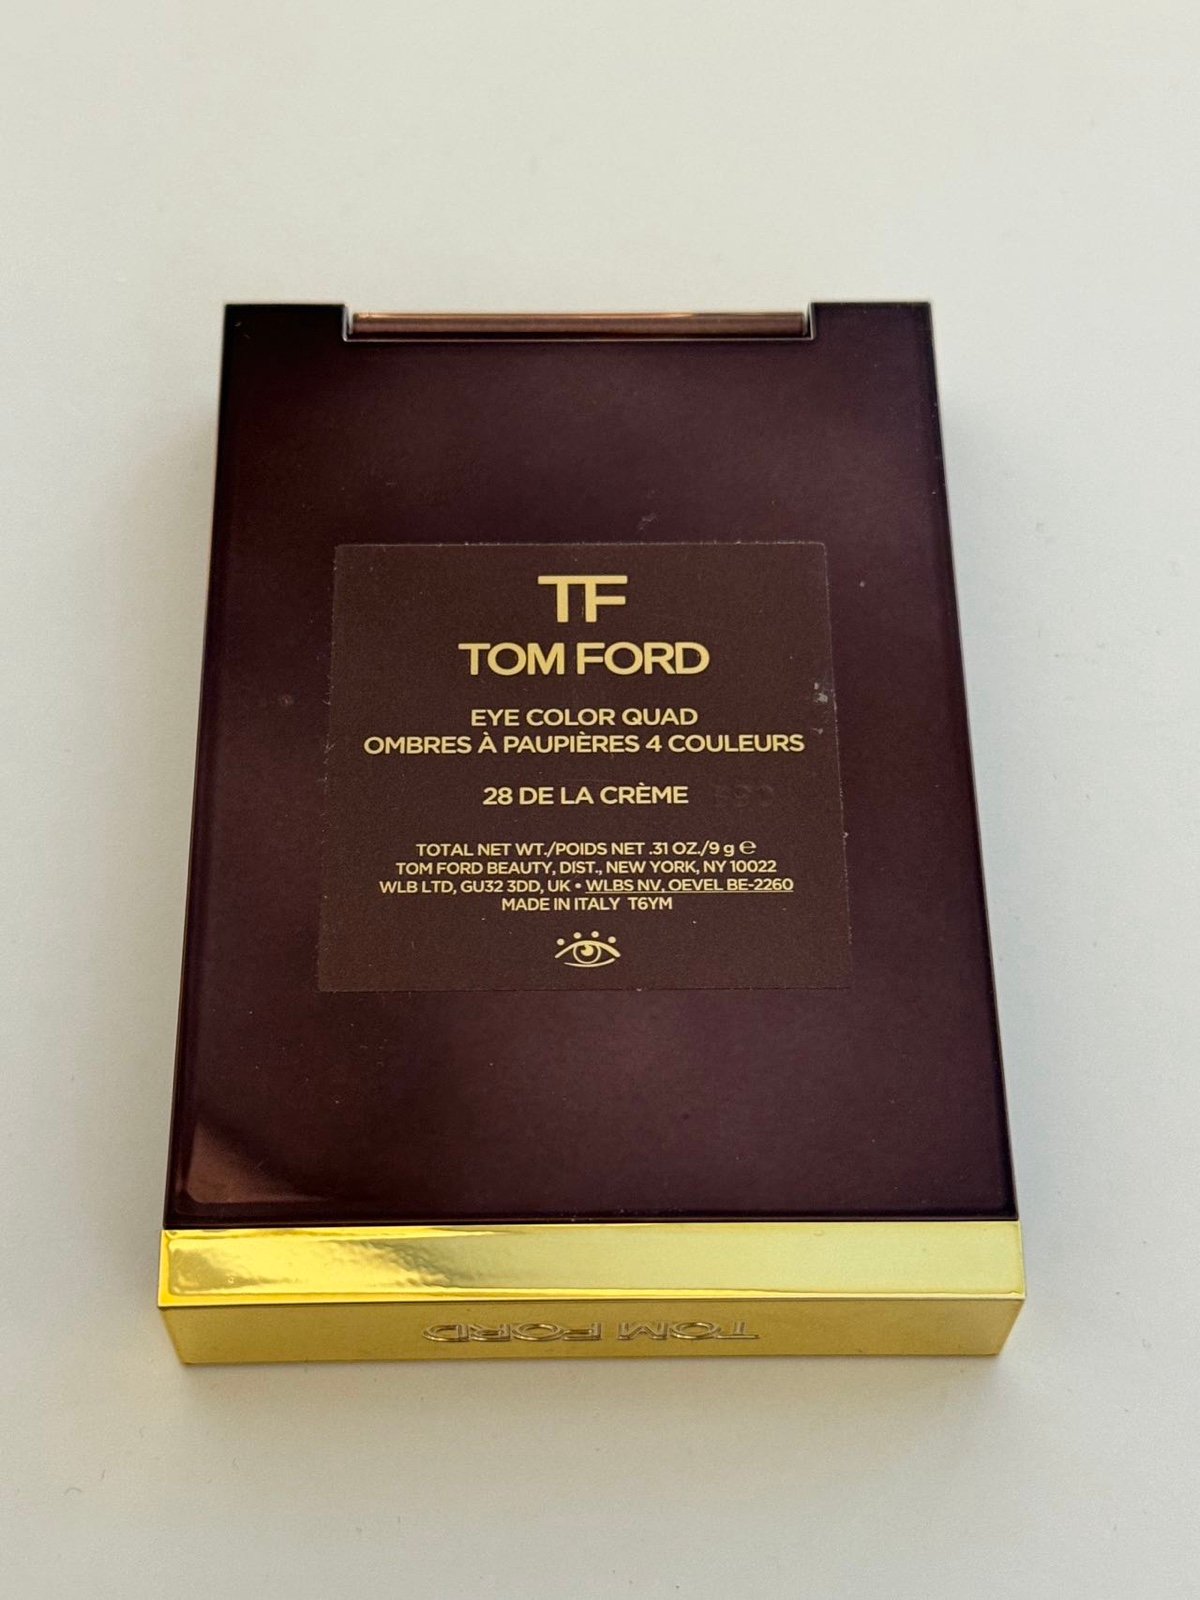 TF
TOM FORD
EYE COLOR QUAD
OMBRES À PAUPIÈRES 4 COULEURS
28 DE LA CRÈME
TOTAL NET WT./POIDS NET .31 OZ./9 g ℮
TOM FORD BEAUTY, DIST., NEW YORK, NY 10022
WLB LTD, GU32 3DD, UK • WLBS NV, OEVEL BE-2260
MADE IN ITALY T6YM
TOM FORD